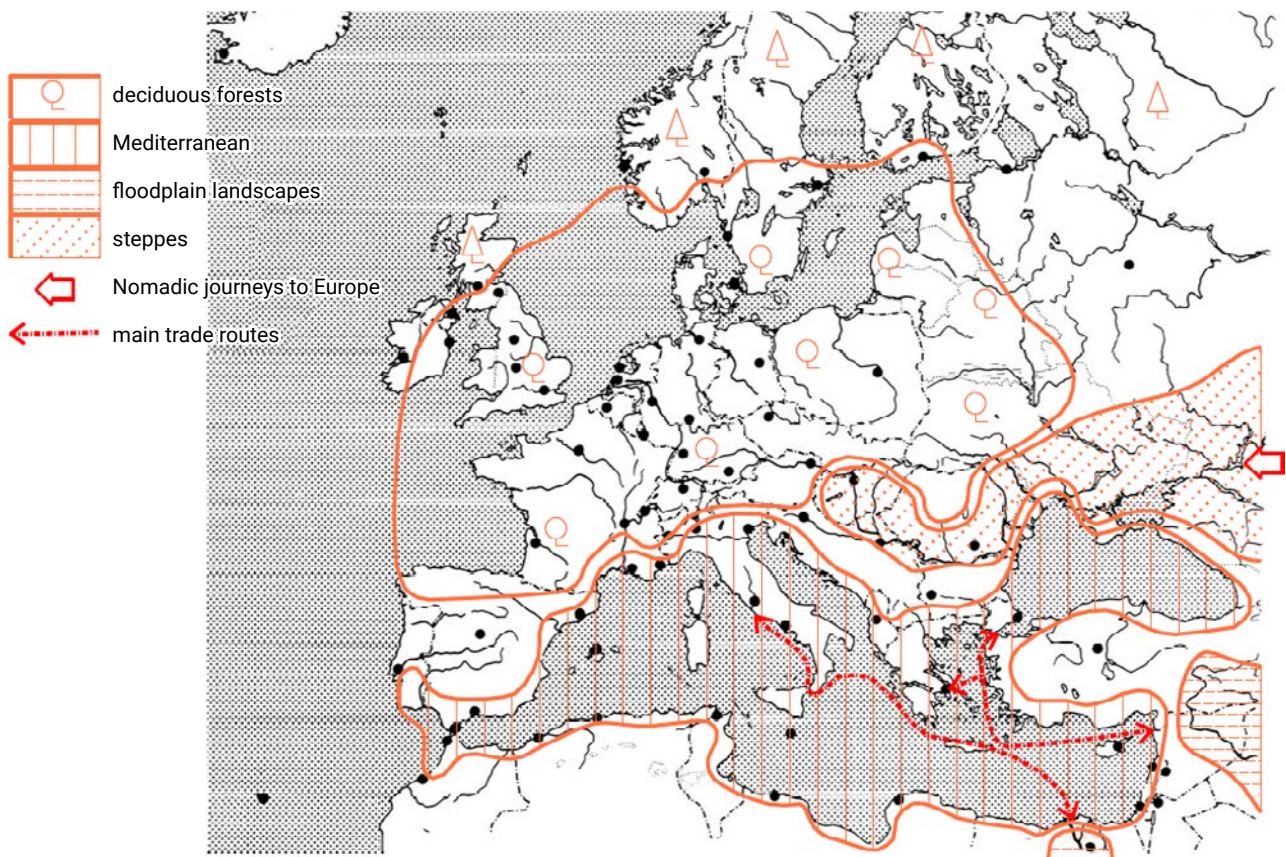 deciduous forests
Mediterranean
floodplain landscapes
steppes
Nomadic journeys to Europe
main trade routes